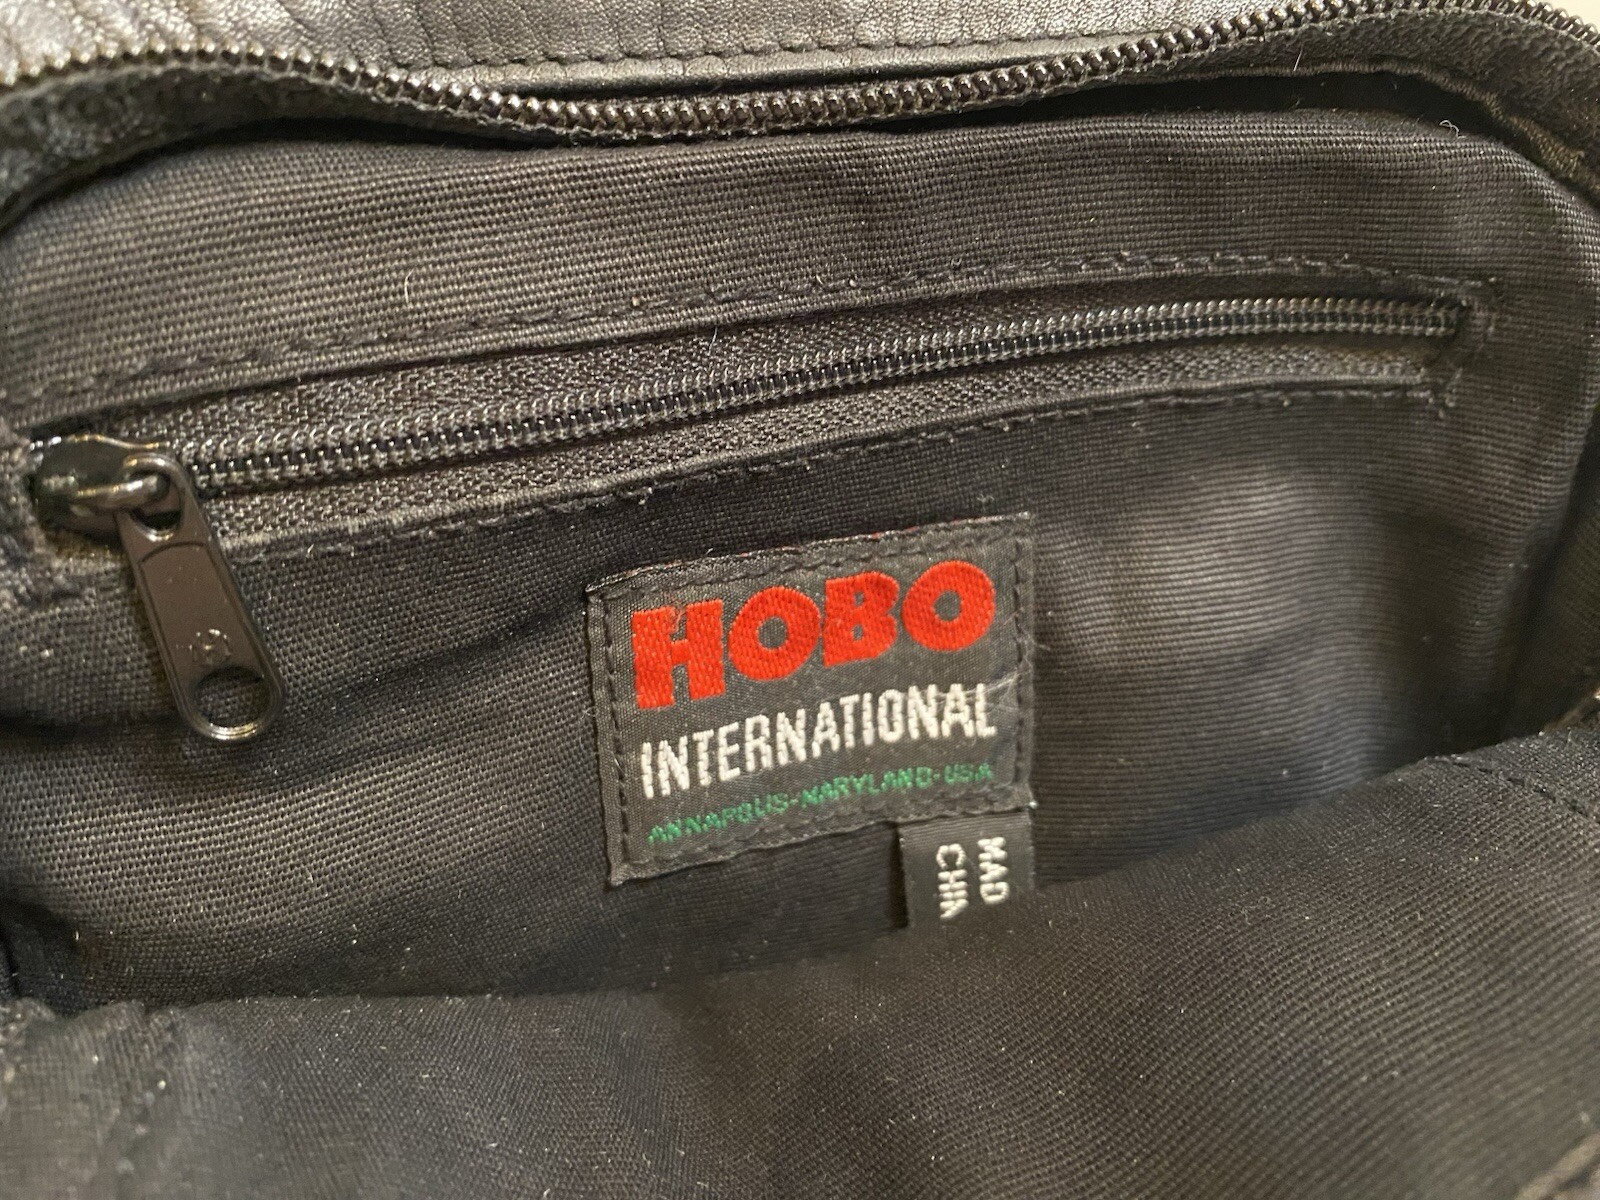 HOBO
INTERNATIONAL
ANNAPOLIS-MARYLAND-USA
MAD
CHIN